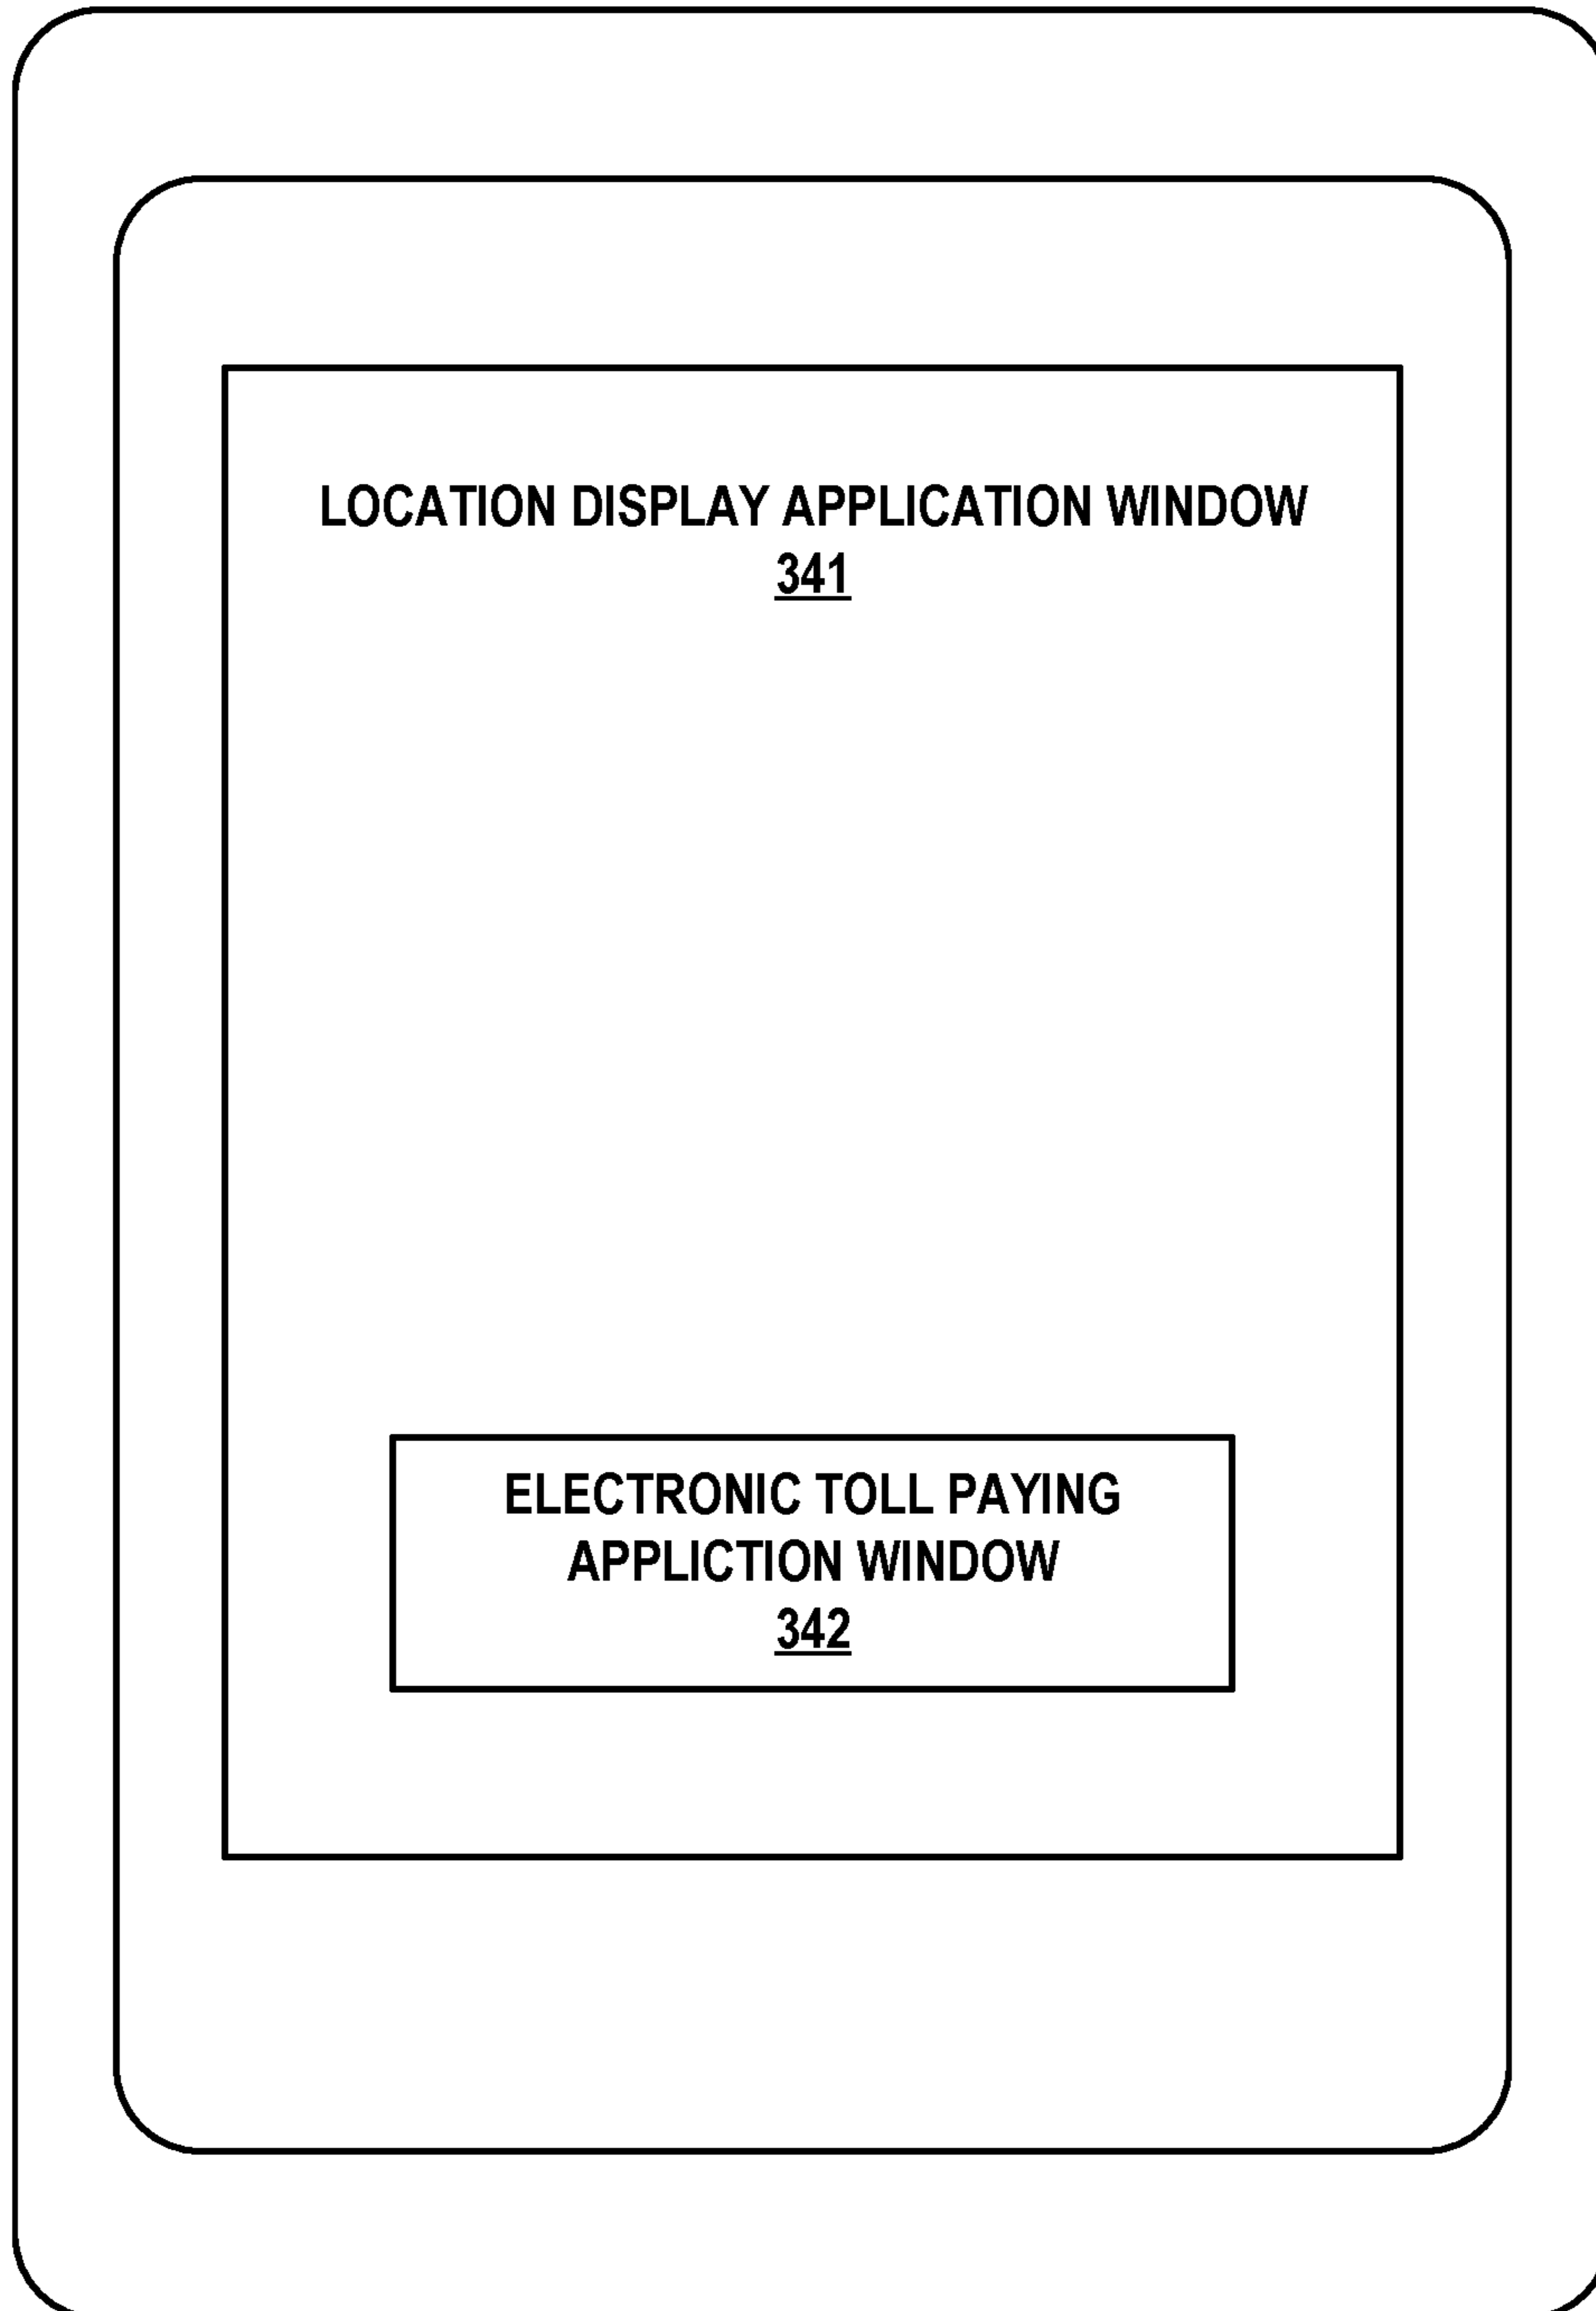 LOCATION DISPLAY APPLICATION WINDOW
341
ELECTRONIC TOLL PAYING
APPLICTION WINDOW
342